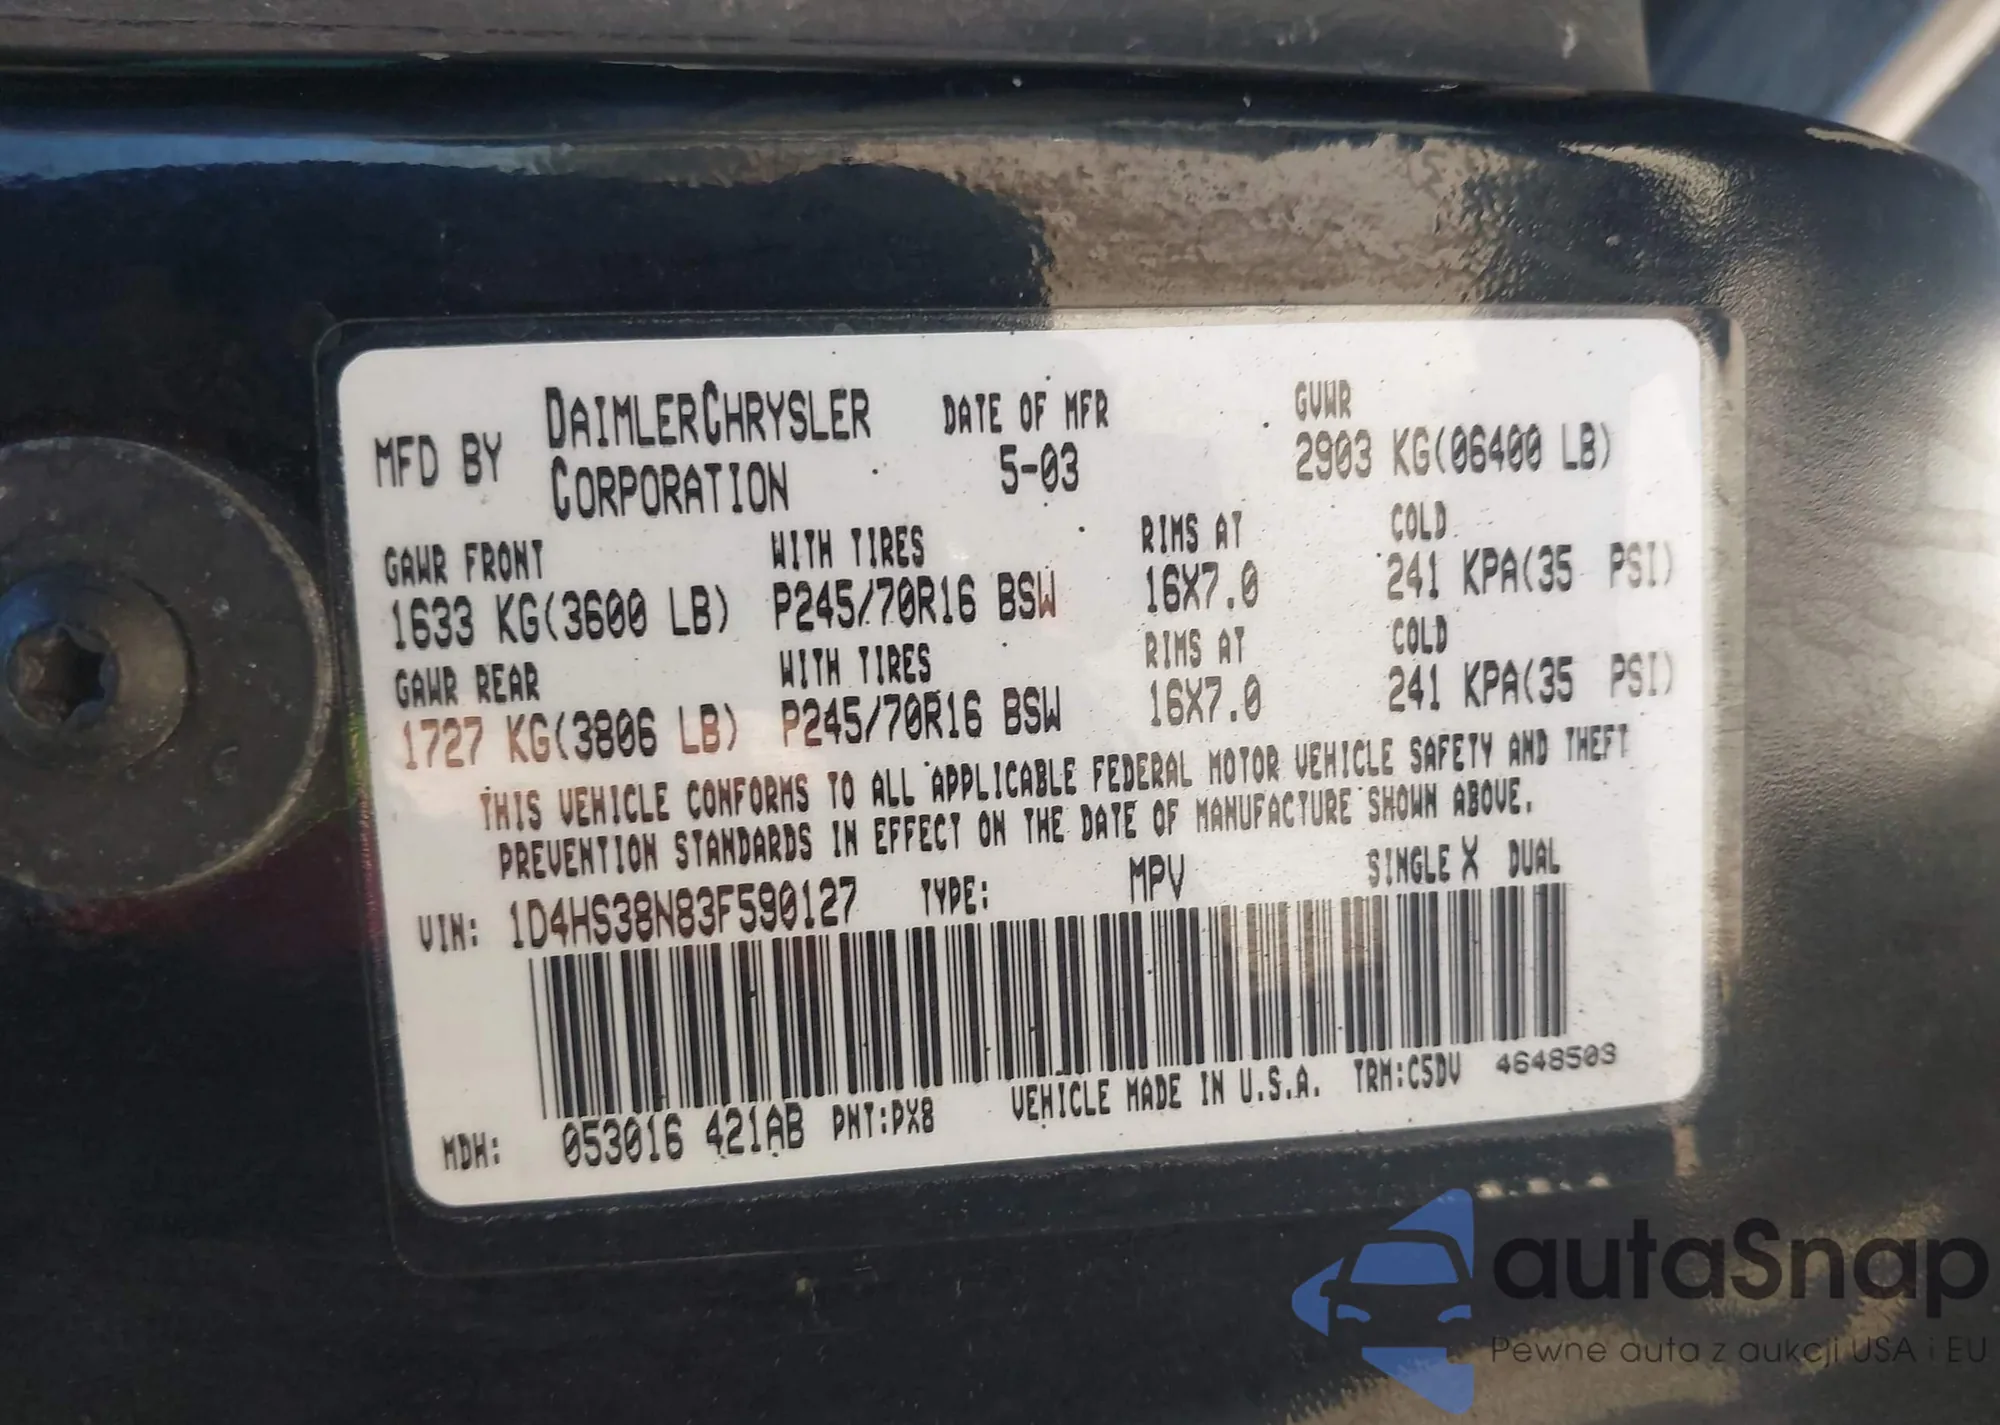 MFD BY DAIMLERCHRYSLER CORPORATION DATE OF MFR 5-03 GVWR 2903 KG(06400 LB)
GAWR FRONT WITH TIRES RIMS AT COLD
1633 KG(3600 LB) P245/70R16 BSW 16X7.0 241 KPA(35 PSI)
GAWR REAR WITH TIRES RIMS AT COLD
1727 KG(3806 LB) P245/70R16 BSW 16X7.0 241 KPA(35 PSI)
THIS VEHICLE CONFORMS TO ALL APPLICABLE FEDERAL MOTOR VEHICLE SAFETY AND THEFT
PREVENTION STANDARDS IN EFFECT ON THE DATE OF MANUFACTURE SHOWN ABOVE.
VIN: 1D4HS38N83F590127 TYPE: MPV SINGLE X DUAL
MDH: 053016 421AB PNT:PX8 VEHICLE MADE IN U.S.A. TRM:C5DV 4648503
autaSnap
Pewne auta z aukcji USA i EU